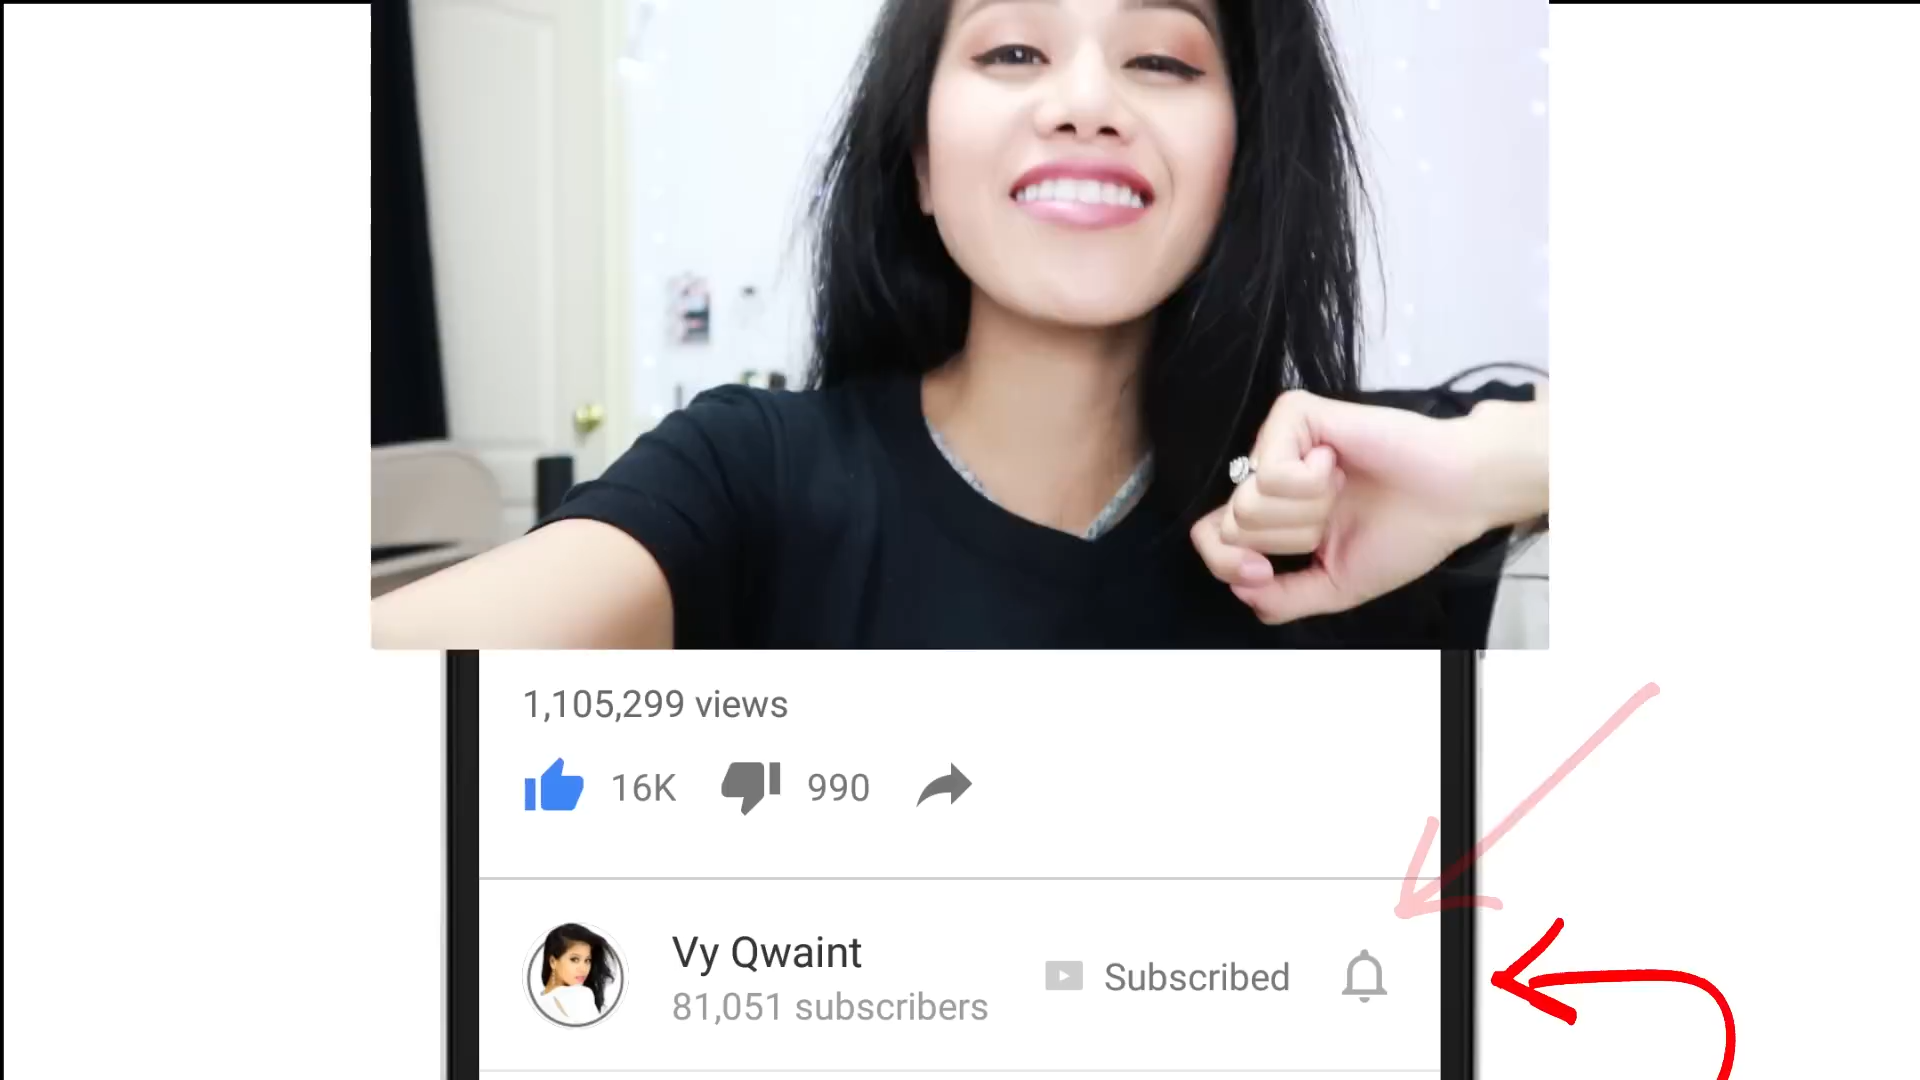 1,105,299 views
16K 990
Vy Qwaint
81,051 subscribers
Subscribed